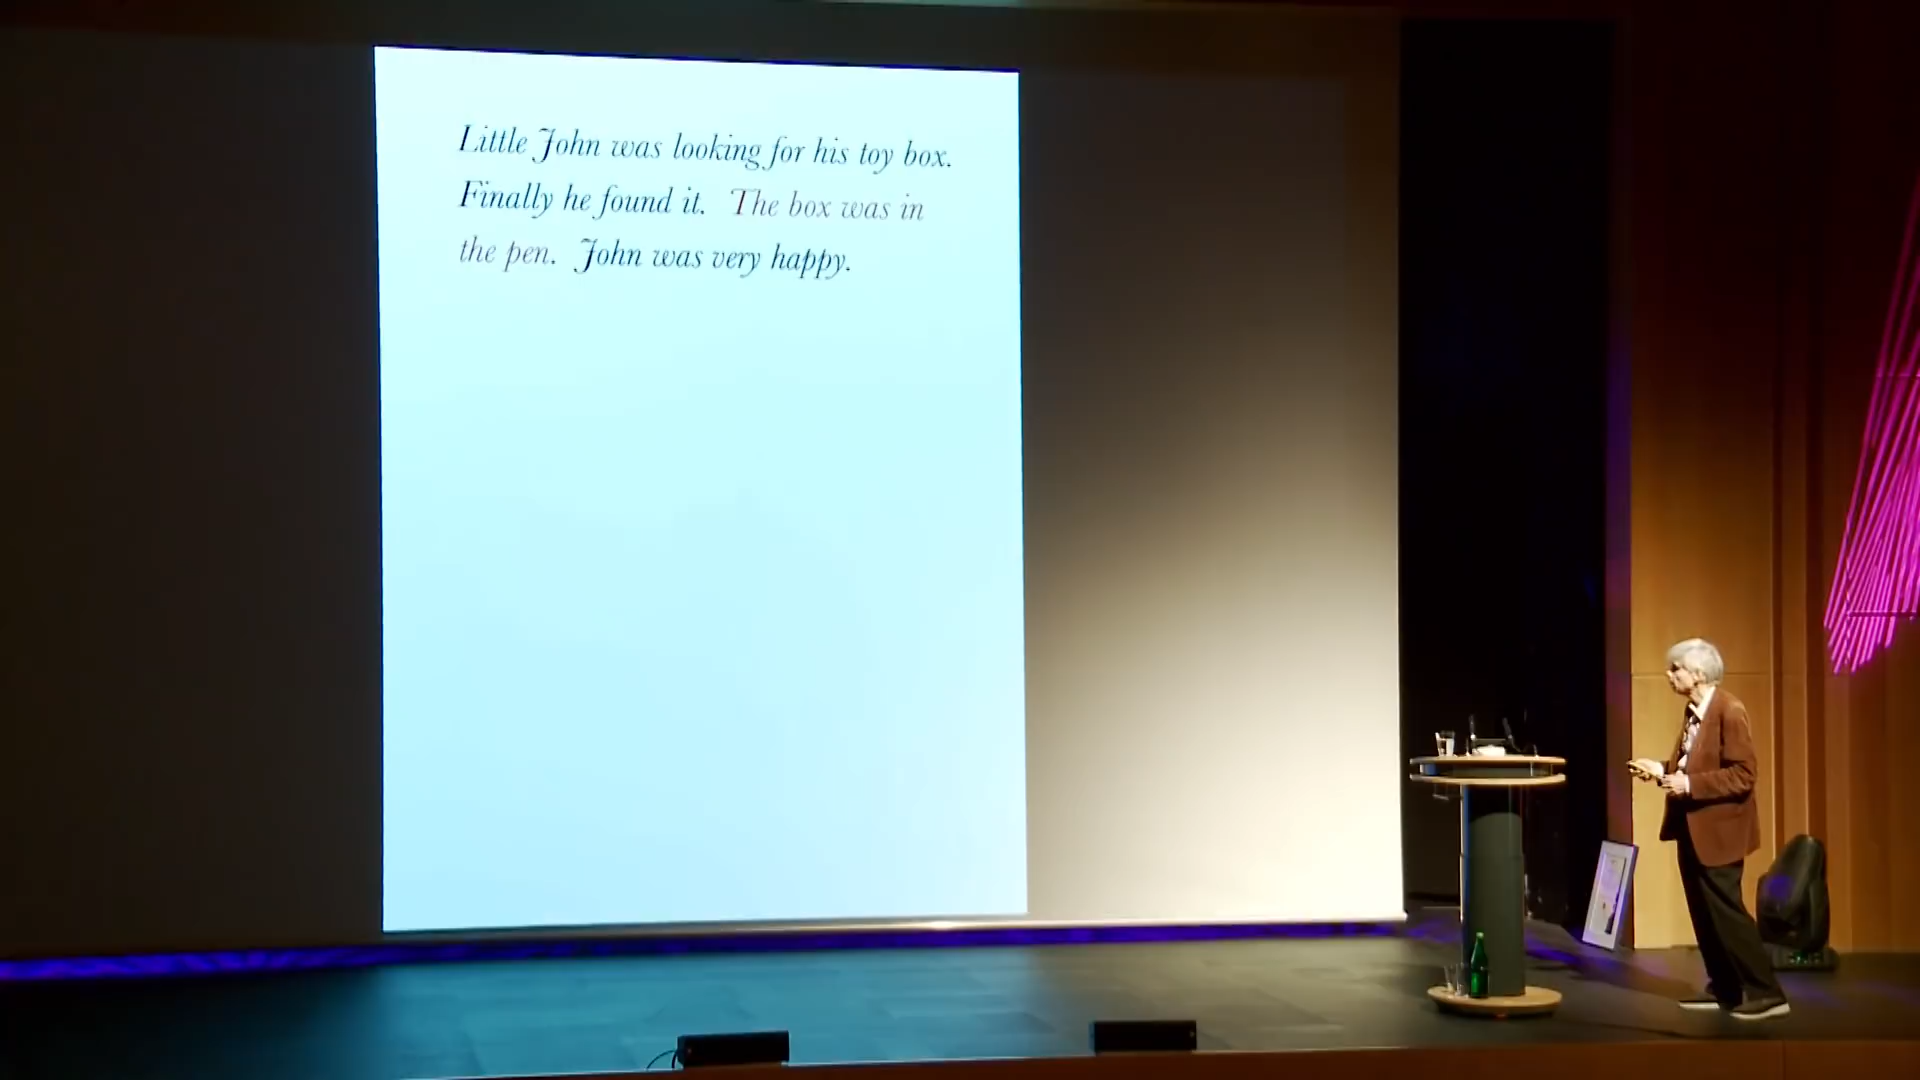 Little John was looking for his toy box.
Finally he found it. The box was in
the pen. John was very happy.